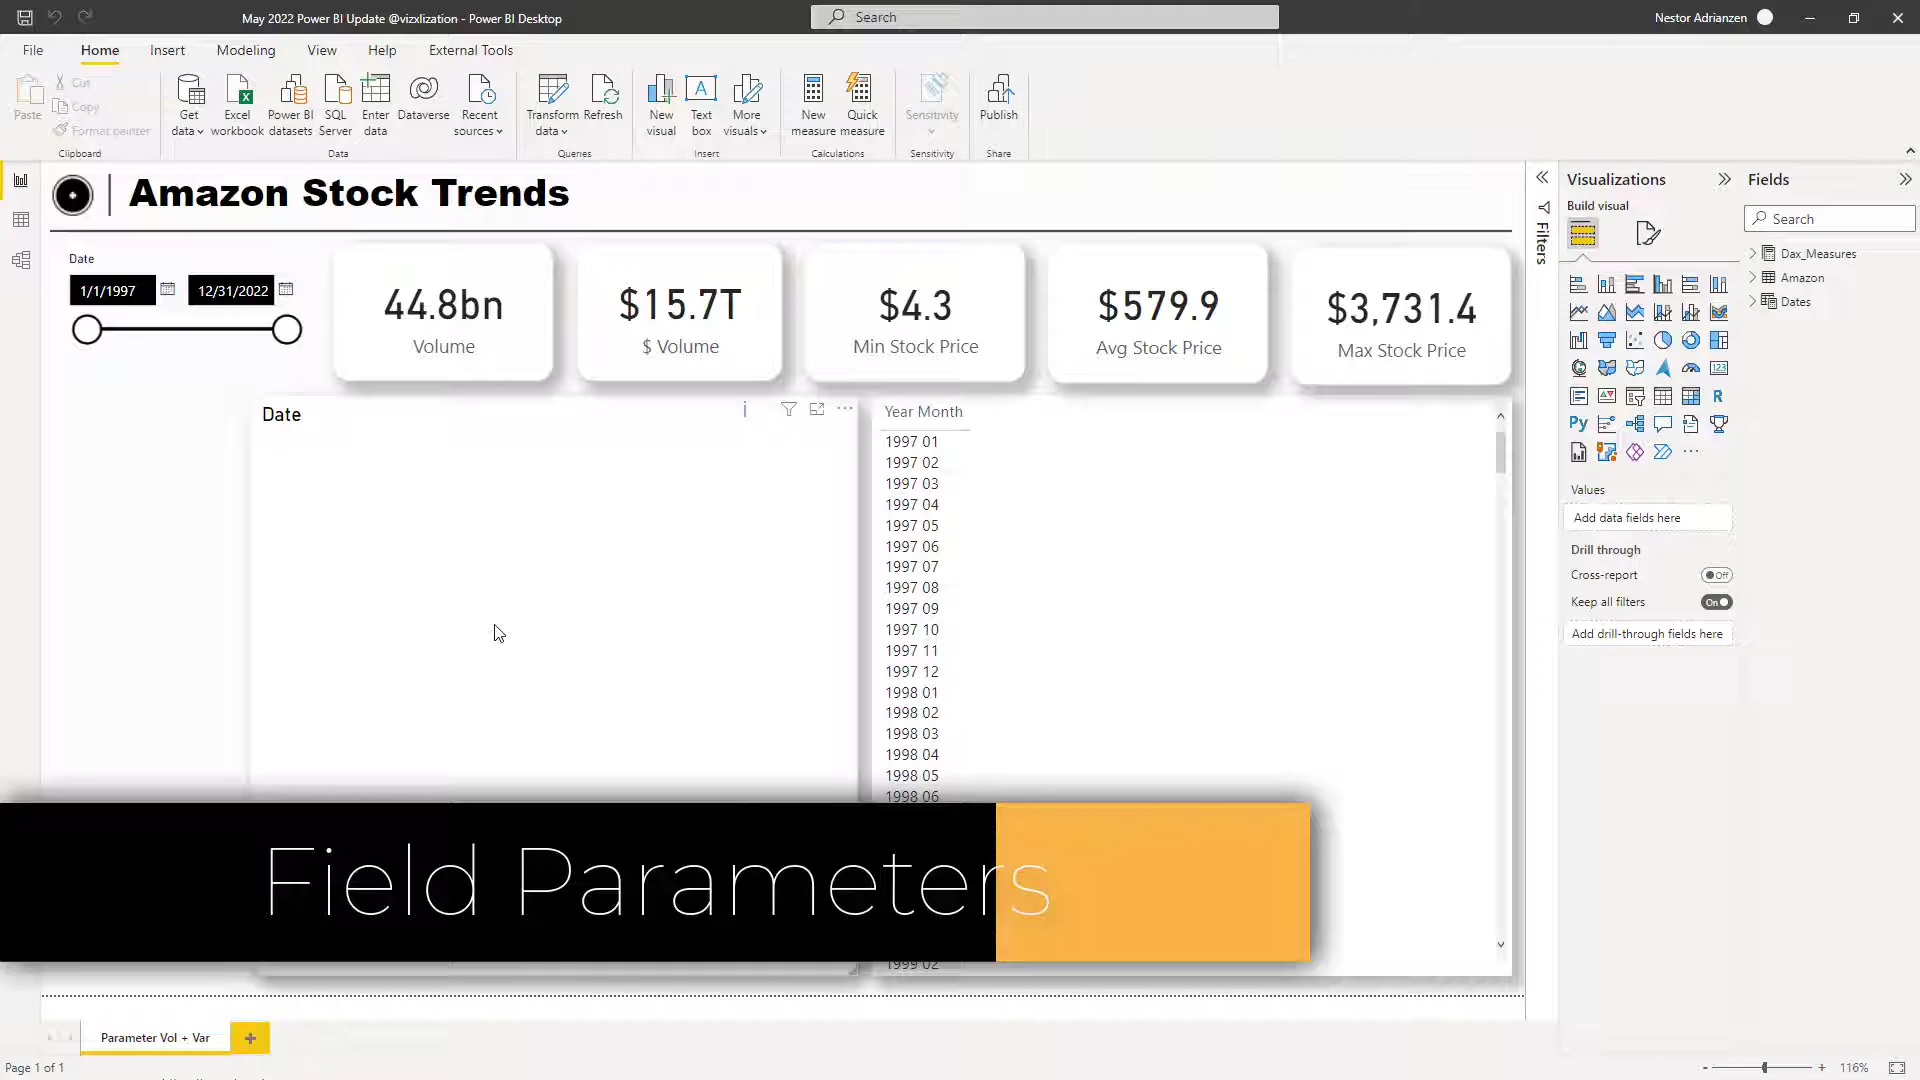 May 2022 Power BI Update @vizxlization - Power BI Desktop
Search
Nestor Adrianzen
File Home Insert Modeling View Help External Tools
Paste
Cut
Copy
Format painter
Clipboard
Get data
Excel workbook
Power BI datasets
SQL Server
Enter data
Dataverse
Recent sources
Data
Transform data
Refresh
Queries
New visual
Text box
More visuals
Insert
New measure
Quick measure
Calculations
Sensitivity
Sensitivity
Publish
Share
Amazon Stock Trends
Date
1/1/1997
12/31/2022
44.8bn
Volume
$15.7T
$ Volume
$4.3
Min Stock Price
$579.9
Avg Stock Price
$3,731.4
Max Stock Price
Date
Year Month
1997 01
1997 02
1997 03
1997 04
1997 05
1997 06
1997 07
1997 08
1997 09
1997 10
1997 11
1997 12
1998 01
1998 02
1998 03
1998 04
1998 05
1998 06
1999 02
Field Parameters
Filters
Visualizations
Build visual
123
R
Py
Values
Add data fields here
Drill through
Cross-report
Off
Keep all filters
On
Add drill-through fields here
Fields
Search
Dax_Measures
Amazon
Dates
Parameter Vol + Var
Page 1 of 1
116%